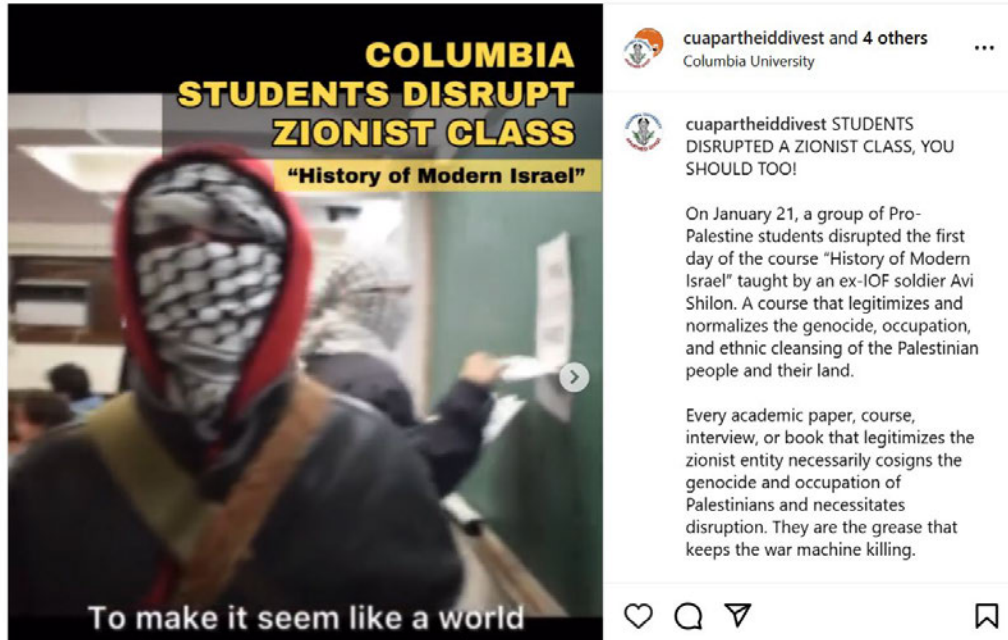 COLUMBIA
STUDENTS DISRUPT
ZIONIST CLASS
“History of Modern Israel”
To make it seem like a world
cuapartheiddivest and 4 others
Columbia University
cuapartheiddivest STUDENTS
DISRUPTED A ZIONIST CLASS, YOU
SHOULD TOO!
On January 21, a group of Pro-
Palestine students disrupted the first
day of the course “History of Modern
Israel” taught by an ex-IOF soldier Avi
Shilon. A course that legitimizes and
normalizes the genocide, occupation,
and ethnic cleansing of the Palestinian
people and their land.
Every academic paper, course,
interview, or book that legitimizes the
zionist entity necessarily cosigns the
genocide and occupation of
Palestinians and necessitates
disruption. They are the grease that
keeps the war machine killing.